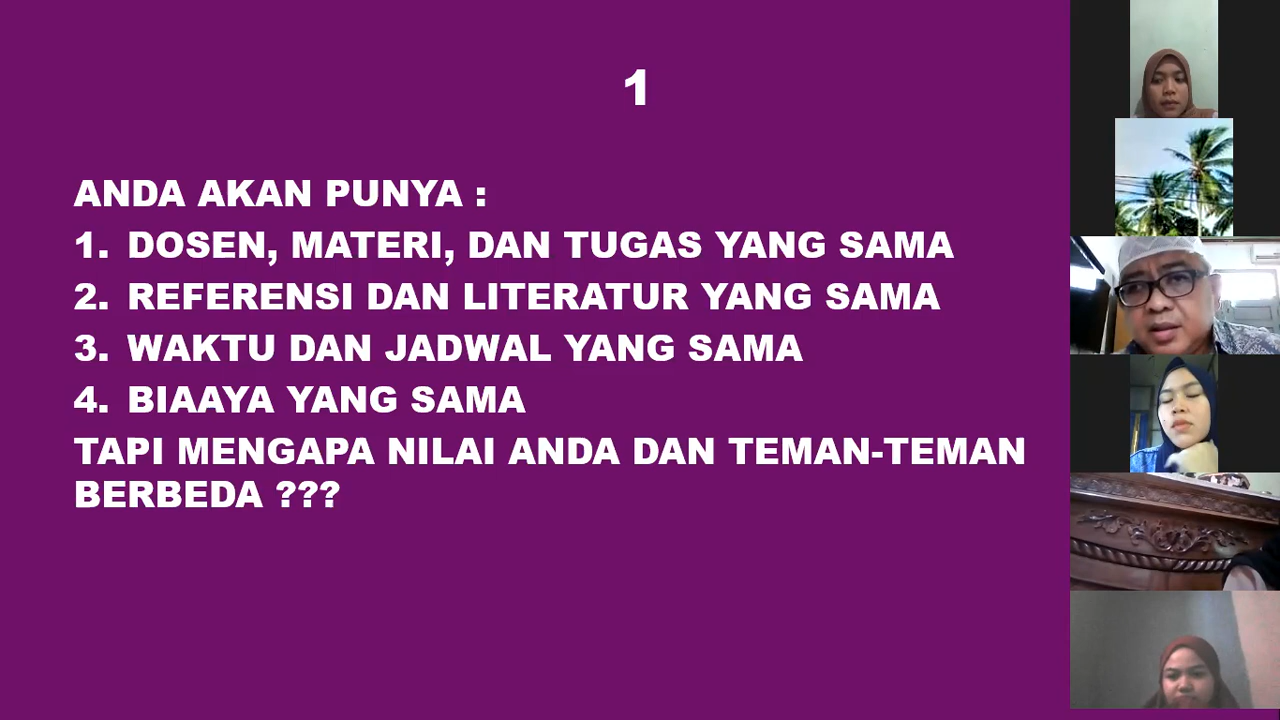 1
ANDA AKAN PUNYA :
1. DOSEN, MATERI, DAN TUGAS YANG SAMA
2. REFERENSI DAN LITERATUR YANG SAMA
3. WAKTU DAN JADWAL YANG SAMA
4. BIAAYA YANG SAMA
TAPI MENGAPA NILAI ANDA DAN TEMAN-TEMAN
BERBEDA ???